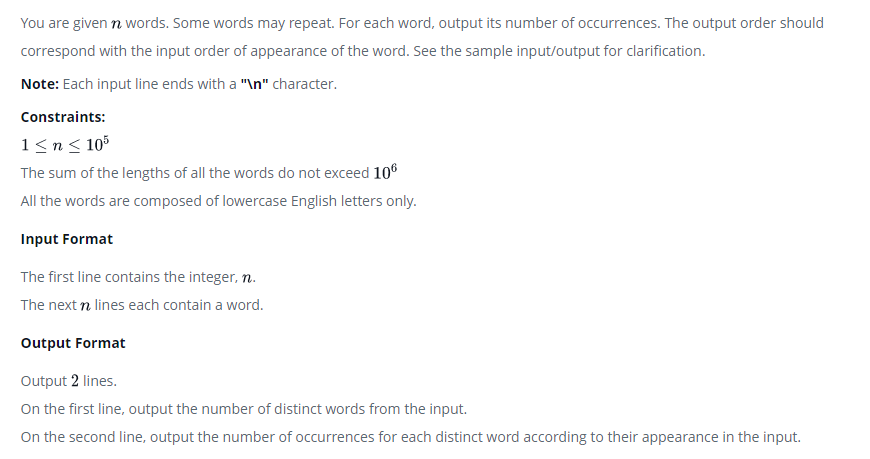 You are given n words. Some words may repeat. For each word, output its number of occurrences. The output order should
correspond with the input order of appearance of the word. See the sample input/output for clarification.
Note: Each input line ends with a "\n" character.
Constraints:
1 ≤ n ≤ 10⁵
The sum of the lengths of all the words do not exceed 10⁶
All the words are composed of lowercase English letters only.
Input Format
The first line contains the integer, n.
The next n lines each contain a word.
Output Format
Output 2 lines.
On the first line, output the number of distinct words from the input.
On the second line, output the number of occurrences for each distinct word according to their appearance in the input.